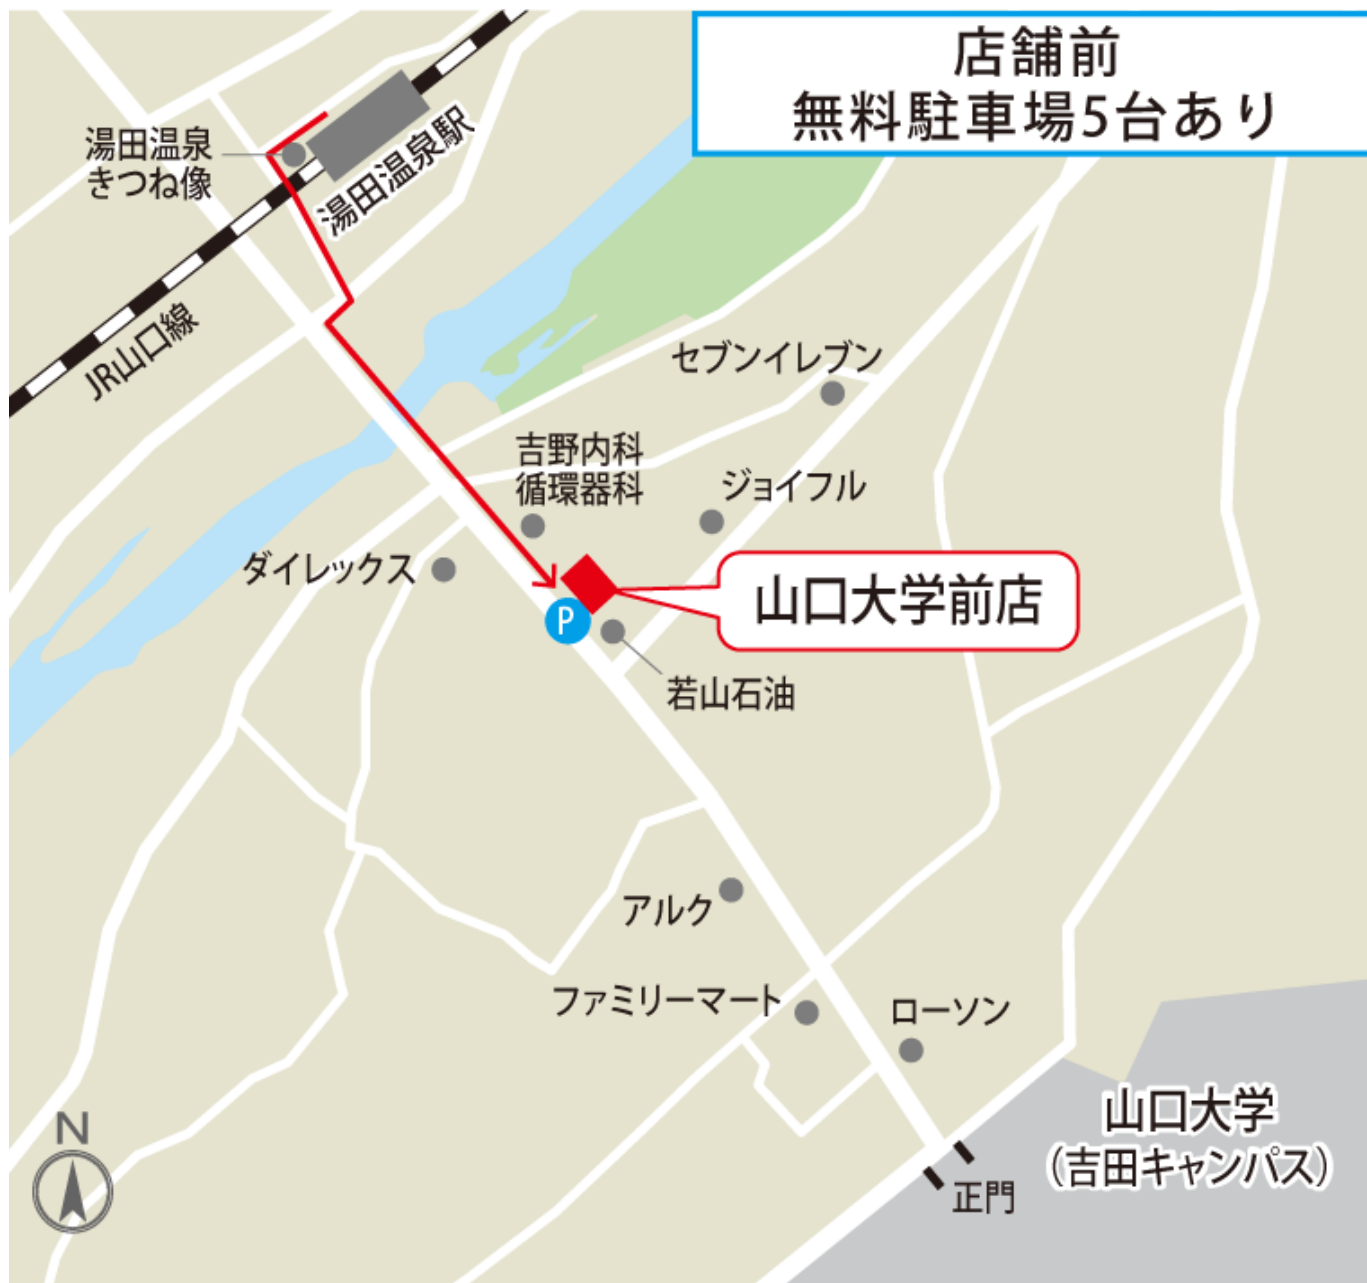 店舗前
無料駐車場5台あり
湯田温泉
きつね像
湯田温泉駅
JR山口線
セブンイレブン
吉野内科
循環器科
ジョイフル
ダイレックス
山口大学前店
P
若山石油
アルク
ファミリーマート
ローソン
山口大学
（吉田キャンパス）
正門
N